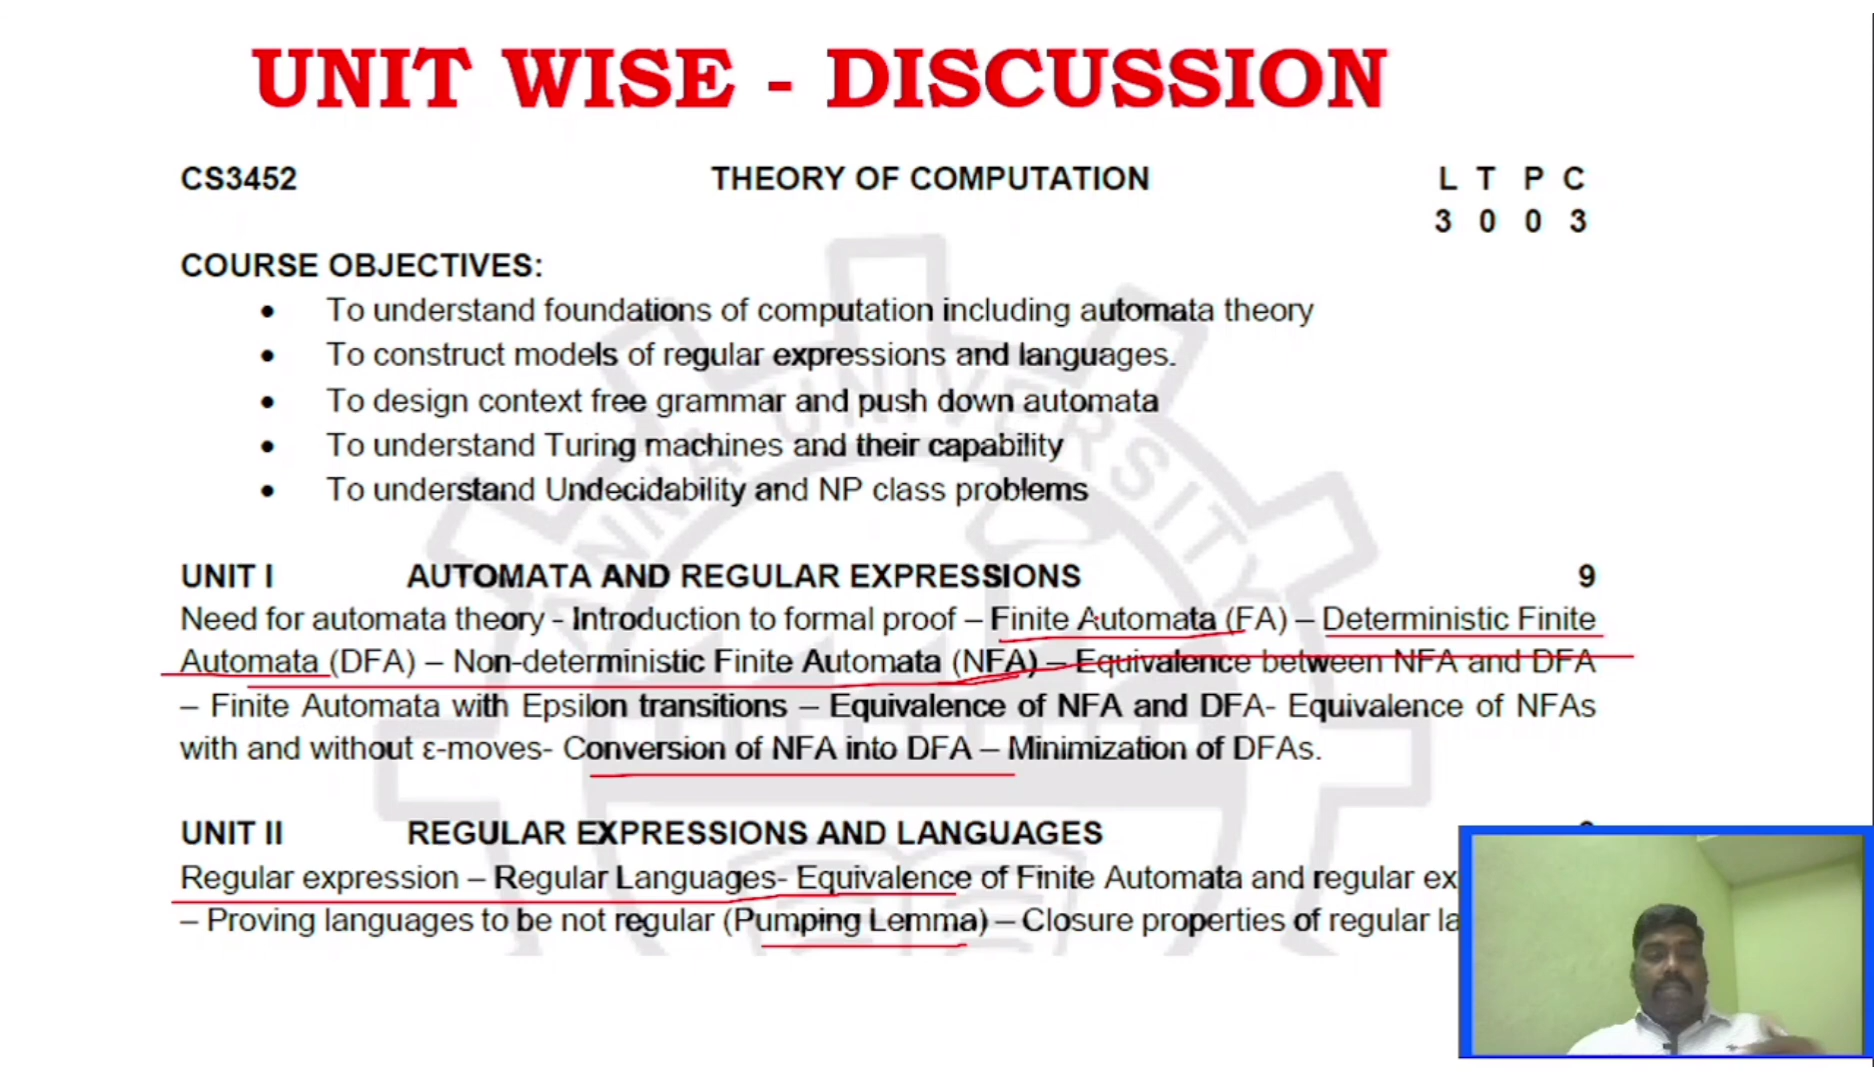 UNIT WISE - DISCUSSION
CS3452 THEORY OF COMPUTATION L T P C
3 0 0 3
COURSE OBJECTIVES:
• To understand foundations of computation including automata theory
• To construct models of regular expressions and languages.
• To design context free grammar and push down automata
• To understand Turing machines and their capability
• To understand Undecidability and NP class problems
UNIT I AUTOMATA AND REGULAR EXPRESSIONS 9
Need for automata theory - Introduction to formal proof – Finite Automata (FA) – Deterministic Finite
Automata (DFA) – Non-deterministic Finite Automata (NFA) – Equivalence between NFA and DFA
– Finite Automata with Epsilon transitions – Equivalence of NFA and DFA- Equivalence of NFAs
with and without ε-moves- Conversion of NFA into DFA – Minimization of DFAs.
UNIT II REGULAR EXPRESSIONS AND LANGUAGES
Regular expression – Regular Languages- Equivalence of Finite Automata and regular ex
– Proving languages to be not regular (Pumping Lemma) – Closure properties of regular la
ANNA UNIVERSITY